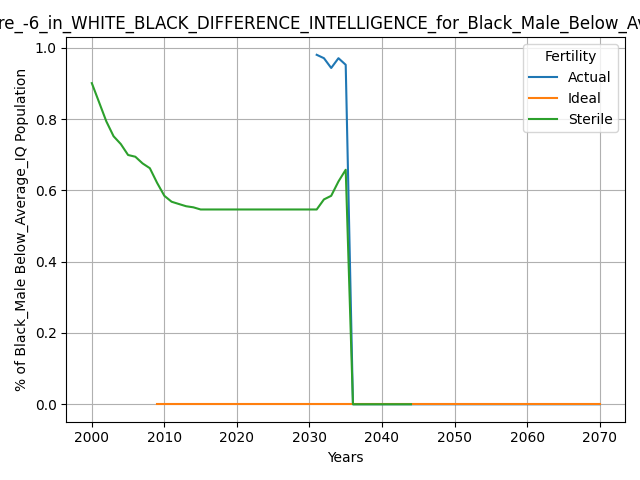 re_-6_in_WHITE_BLACK_DIFFERENCE_INTELLIGENCE_for_Black_Male_Below_Av
Fertility
Actual
Ideal
Sterile
% of Black_Male Below_Average_IQ Population
1.0
0.8
0.6
0.4
0.2
0.0
2000 2010 2020 2030 2040 2050 2060 2070
Years